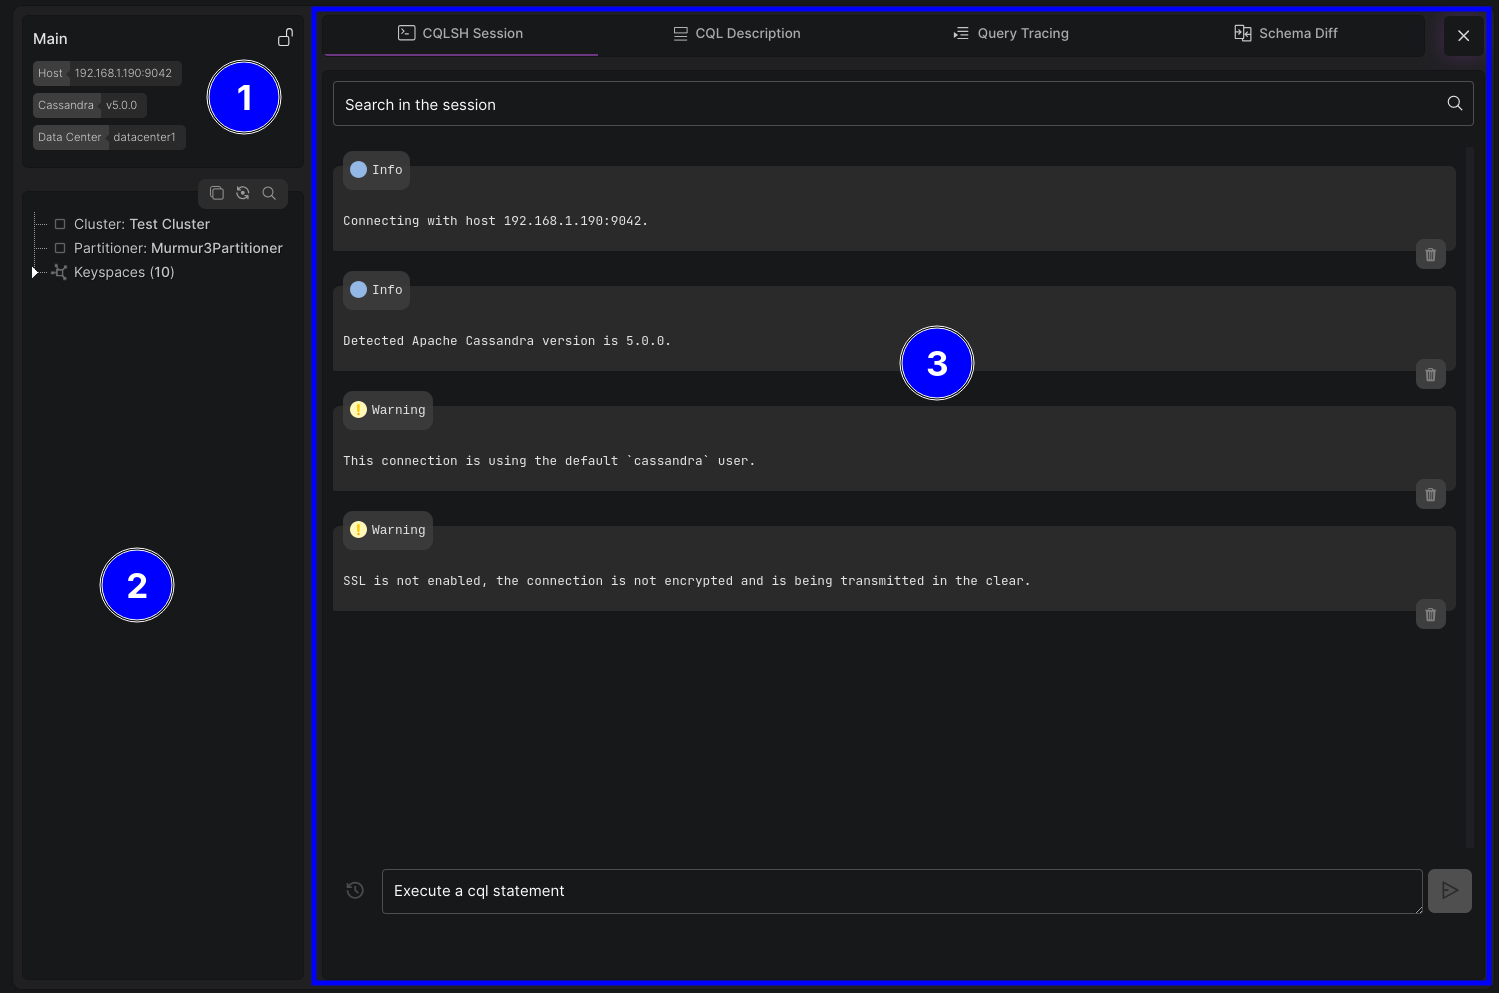 Main
Host 192.168.1.190:9042
Cassandra v5.0.0
Data Center datacenter1
1
Cluster: Test Cluster
Partitioner: Murmur3Partitioner
Keyspaces (10)
2
CQLSH Session CQL Description Query Tracing Schema Diff
Search in the session
Info
Connecting with host 192.168.1.190:9042.
Info
Detected Apache Cassandra version is 5.0.0.
3
Warning
This connection is using the default `cassandra` user.
Warning
SSL is not enabled, the connection is not encrypted and is being transmitted in the clear.
Execute a cql statement